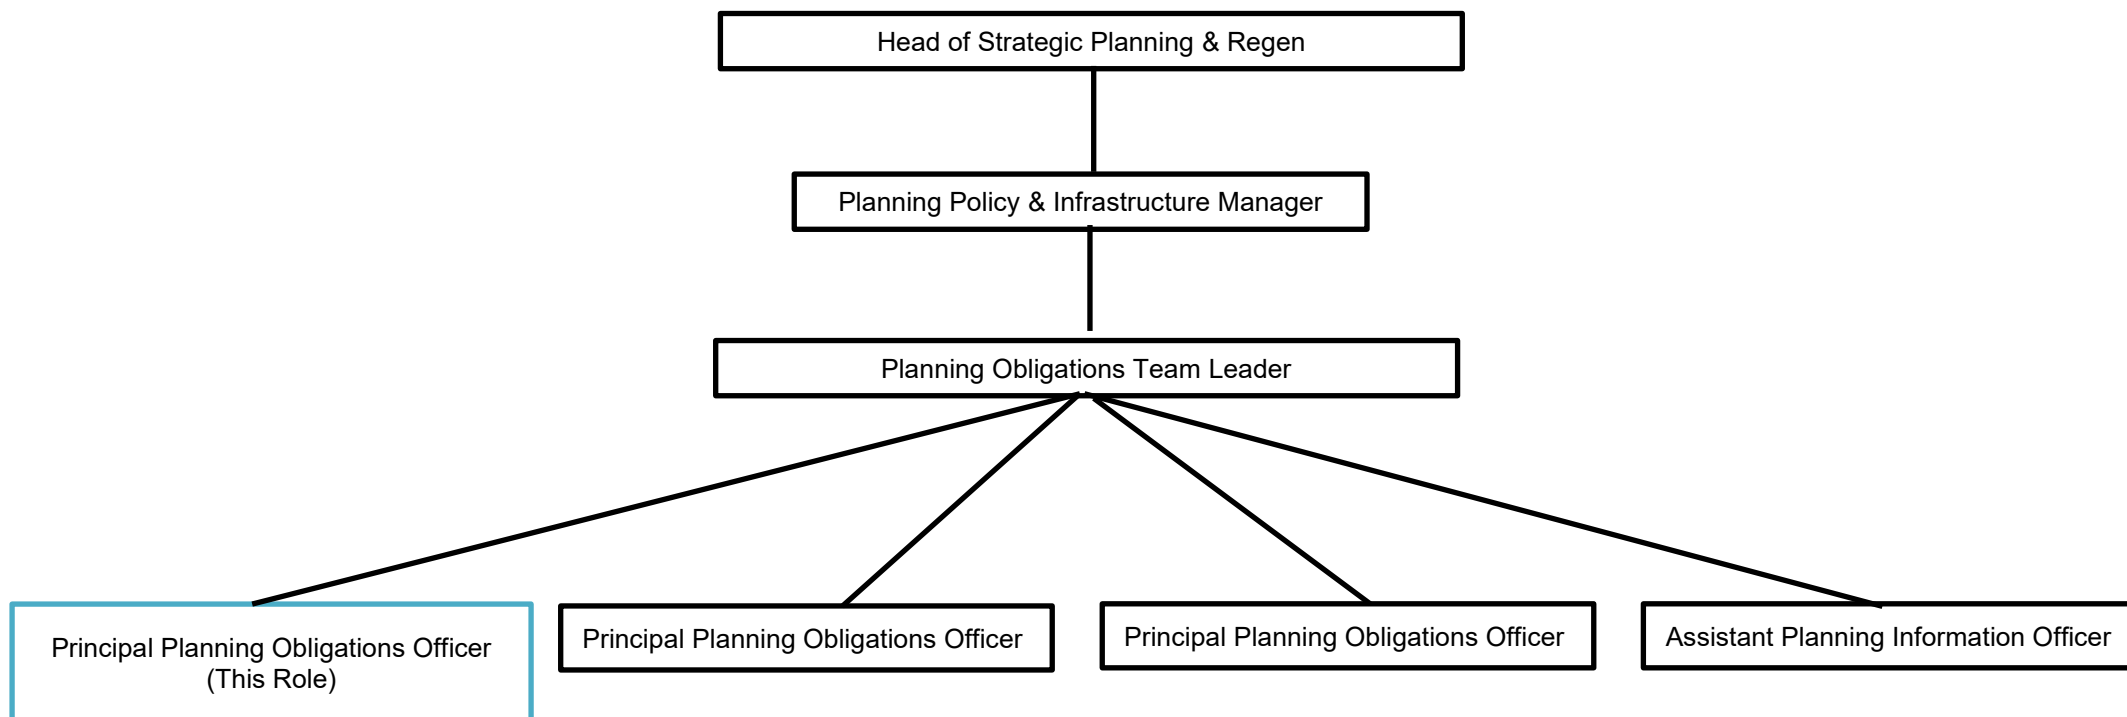 Head of Strategic Planning & Regen
Planning Policy & Infrastructure Manager
Planning Obligations Team Leader
Principal Planning Obligations Officer
(This Role)
Principal Planning Obligations Officer
Principal Planning Obligations Officer
Assistant Planning Information Officer